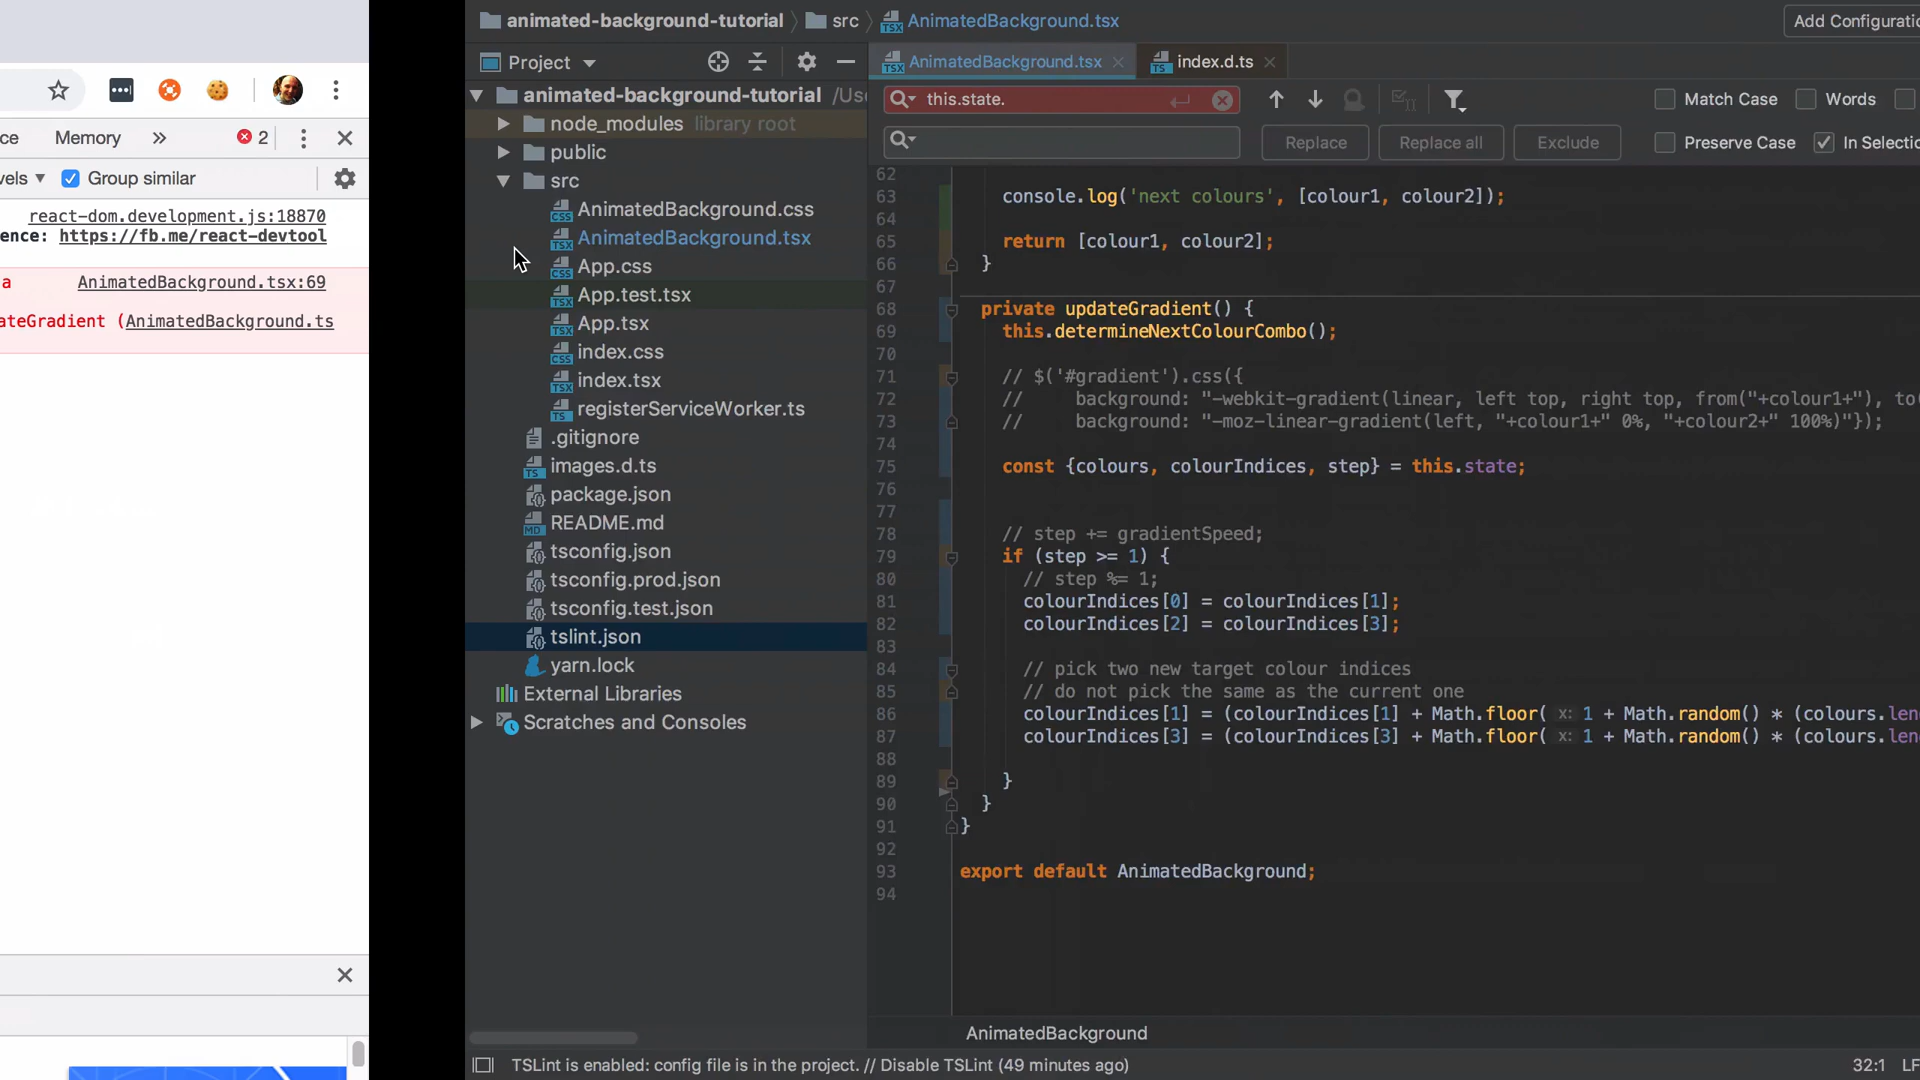 ce Memory » 2
vels ▼ Group similar
react-dom.development.js:18870
ence: https://fb.me/react-devtool
a AnimatedBackground.tsx:69
ateGradient (AnimatedBackground.ts
animated-background-tutorial src AnimatedBackground.tsx
Add Configuratio
Project
AnimatedBackground.tsx index.d.ts
this.state.
Match Case Words
Replace Replace all Exclude
Preserve Case In Selectio
animated-background-tutorial /Use
node_modules library root
public
src
AnimatedBackground.css
AnimatedBackground.tsx
App.css
App.test.tsx
App.tsx
index.css
index.tsx
registerServiceWorker.ts
.gitignore
images.d.ts
package.json
README.md
tsconfig.json
tsconfig.prod.json
tsconfig.test.json
tslint.json
yarn.lock
External Libraries
Scratches and Consoles
62
63 console.log('next colours', [colour1, colour2]);
64
65 return [colour1, colour2];
66 }
67
68 private updateGradient() {
69 this.determineNextColourCombo();
70
71 // $('#gradient').css({
72 // background: "-webkit-gradient(linear, left top, right top, from("+colour1+"), to(
73 // background: "-moz-linear-gradient(left, "+colour1+" 0%, "+colour2+" 100%)"});
74
75 const {colours, colourIndices, step} = this.state;
76
77
78 // step += gradientSpeed;
79 if (step >= 1) {
80 // step %= 1;
81 colourIndices[0] = colourIndices[1];
82 colourIndices[2] = colourIndices[3];
83
84 // pick two new target colour indices
85 // do not pick the same as the current one
86 colourIndices[1] = (colourIndices[1] + Math.floor( x: 1 + Math.random() * (colours.leng
87 colourIndices[3] = (colourIndices[3] + Math.floor( x: 1 + Math.random() * (colours.leng
88
89 }
90 }
91 }
92
93 export default AnimatedBackground;
94
AnimatedBackground
TSLint is enabled: config file is in the project. // Disable TSLint (49 minutes ago)
32:1 LF